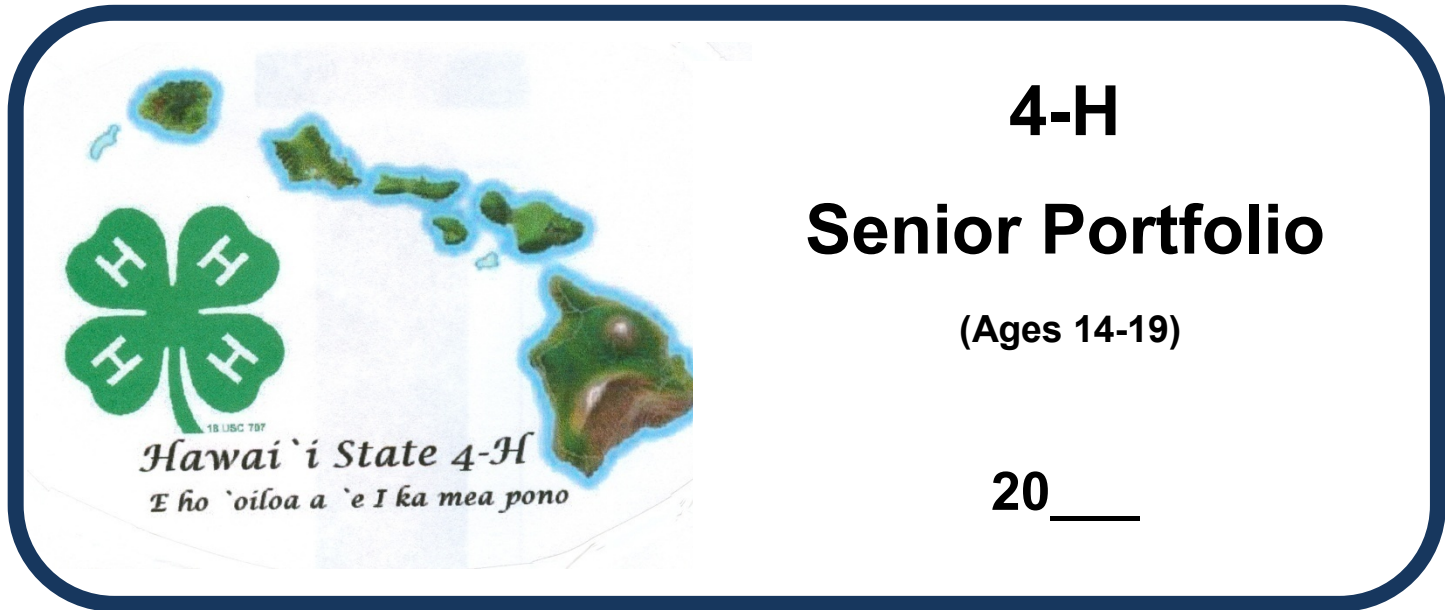 H H H H
18 USC 707
Hawai`i State 4-H
E ho `oiloa a `e I ka mea pono
4-H
Senior Portfolio
(Ages 14-19)
20___